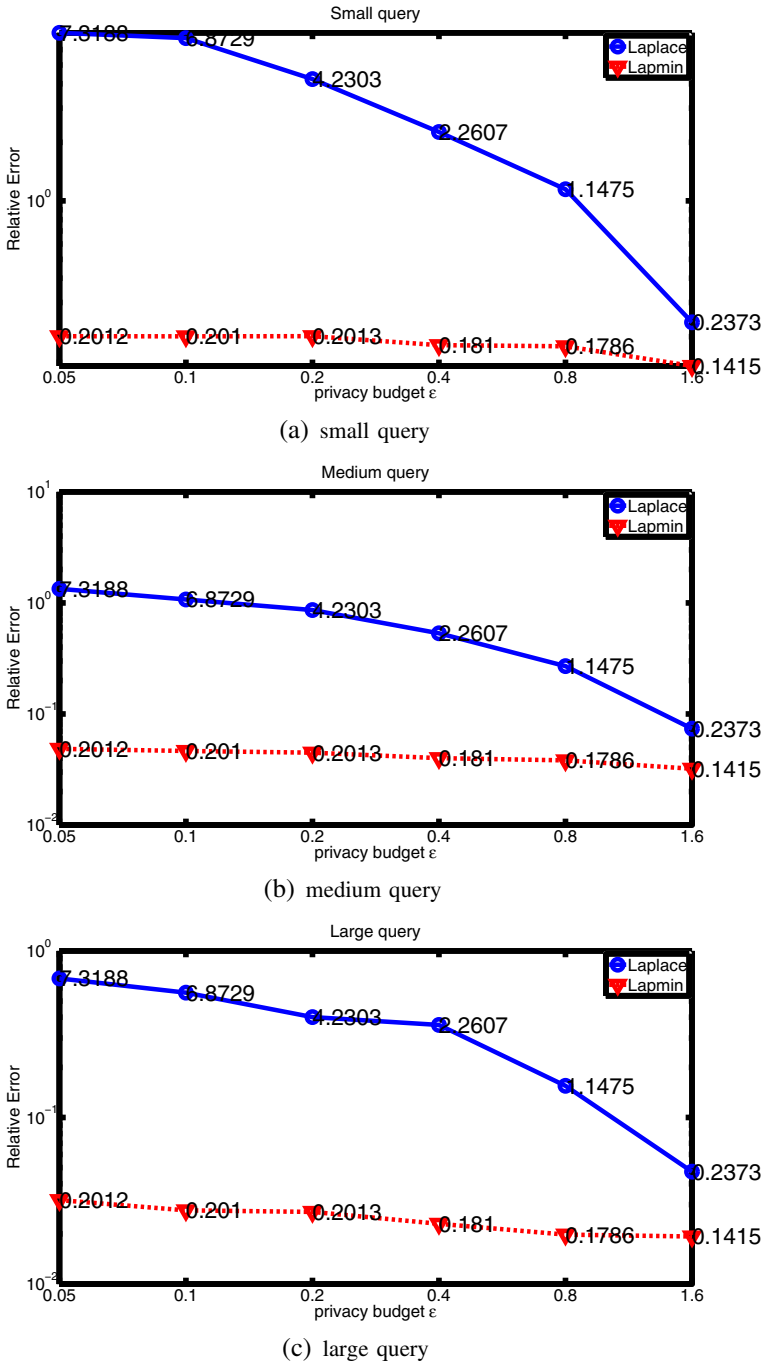 Small query
7.3188
6.8729
4.2303
2.2607
1.1475
0.2373
Laplace
Lapmin
Relative Error
10^0
0.2012
0.201
0.2013
0.181
0.1786
0.1415
0.05 0.1 0.2 0.4 0.8 1.6
privacy budget ε
(a) small query
Medium query
10^1
Laplace
Lapmin
7.3188
6.8729
4.2303
2.2607
1.1475
0.2373
Relative Error
10^0
10^−1
0.2012
0.201
0.2013
0.181
0.1786
0.1415
10^−2
0.05 0.1 0.2 0.4 0.8 1.6
privacy budget ε
(b) medium query
Large query
10^0
Laplace
Lapmin
7.3188
6.8729
4.2303
2.2607
1.1475
0.2373
Relative Error
10^−1
0.2012
0.201
0.2013
0.181
0.1786
0.1415
10^−2
0.05 0.1 0.2 0.4 0.8 1.6
privacy budget ε
(c) large query